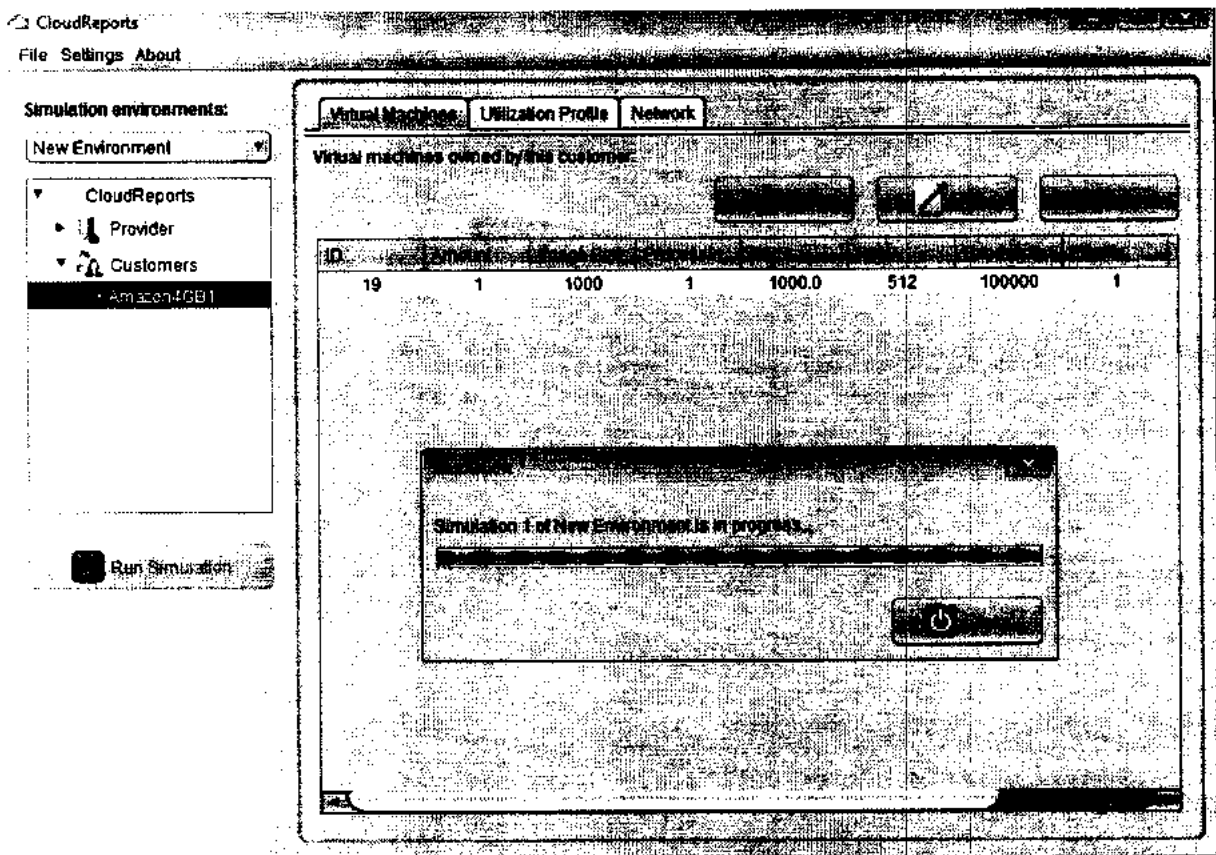 CloudReports
File Settings About
Simulation environments:
New Environment
CloudReports
Provider
Customers
Amazon4GB1
Run Simulation
Virtual Machines Utilization Profile Network
Virtual machines owned by this customer:
ID Amount
19 1 1000 1 1000.0 512 100000 1
Simulation 1 of New Environment is in progress...